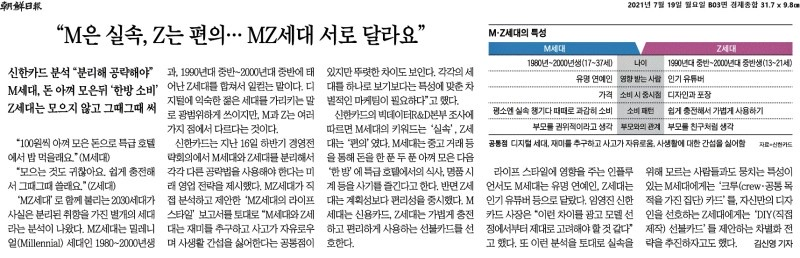 朝鮮日報
2021년 7월 19일 월요일 B03면 경제종합 31.7 x 9.8㎝
“M은 실속, Z는 편의… MZ세대 서로 달라요”
신한카드 분석 “분리해 공략해야”
M세대, 돈 아껴 모은뒤 ‘한방 소비’
Z세대는 모으지 않고 그때그때 써
“100원씩 아껴 모은 돈으로 특급 호텔
에서 밥 먹을래요.”(M세대)
“모으는 것도 귀찮아요. 쉽게 충전해
서 그때그때 쓸래요.”(Z세대)
‘MZ세대’로 함께 불리는 2030세대가
사실은 분리된 취향을 가진 별개의 세대
라는 분석이 나왔다. MZ세대는 밀레니
얼(Millennial) 세대인 1980~2000년생
과, 1990년대 중반~2000년대 중반에 태
어난 Z세대를 합쳐서 일컫는 말이다. 디
지털에 익숙한 젊은 세대를 가리키는 말
로 광범위하게 쓰이지만, M과 Z는 여러
가지 점에서 다르다는 것이다.
신한카드는 지난 16일 하반기 경영전
략회의에서 M세대와 Z세대를 분리해서
각각 다른 공략법을 사용해야 한다는 미
래 영업 전략을 제시했다. MZ세대가 직
접 분석하고 제안한 ‘MZ세대의 라이프
스타일’ 보고서를 토대로 “M세대와 Z세
대는 재미를 추구하고 사고가 자유로우
며 사생활 간섭을 싫어한다는 공통점이
있지만 뚜렷한 차이도 보인다. 각각의 세
대를 하나로 보기보다는 특성에 맞춘 차
별적인 마케팅이 필요하다”고 했다.
신한카드의 빅데이터R&D본부 조사에
따르면 M세대의 키워드는 ‘실속’, Z세
대는 ‘편의’였다. M세대는 중고 거래 등
을 통해 돈을 한 푼 두 푼 아껴 모은 다음
‘한 방’에 특급 호텔에서의 식사, 명품 시
계 등을 사기를 즐긴다고 한다. 반면 Z세
대는 계획성보다 편리성을 중시했다. M
세대는 신용카드, Z세대는 가볍게 충전
하고 편리하게 사용하는 선불카드를 선
호한다.
M·Z세대의 특성
M세대 Z세대
1980년~2000년생(17~37세) 나이 1990년대 중반~2000년대 중반생(13~21세)
유명 연예인 영향 받는 사람 인기 유튜버
가격 소비 시 중시점 디자인과 포장
평소엔 실속 챙기다 때때로 과감히 소비 소비 패턴 쉽게 충전해서 가볍게 사용하기
부모를 권위적이라고 생각 부모와의 관계 부모를 친구처럼 생각
공통점 디지털 세대, 재미를 추구하고 사고가 자유로움, 사생활에 대한 간섭을 싫어함 자료=신한카드
라이프 스타일에 영향을 주는 인플루
언서도 M세대는 유명 연예인, Z세대는
인기 유튜버 등으로 달랐다. 임영진 신한
카드 사장은 “이런 차이를 광고 모델 선
정에서부터 제대로 고려해야 할 것 같다”
고 했다. 또 이런 분석을 토대로 실속을
위해 모르는 사람들과도 뭉치는 특성이
있는 M세대에게는 ‘크루(crew·공통 목
적을 가진 집단) 카드’를, 자신만의 디자
인을 선호하는 Z세대에게는 ‘DIY(직접
제작) 선불카드’를 제안하는 차별화 전
략을 추진하자고도 했다. 김신영 기자